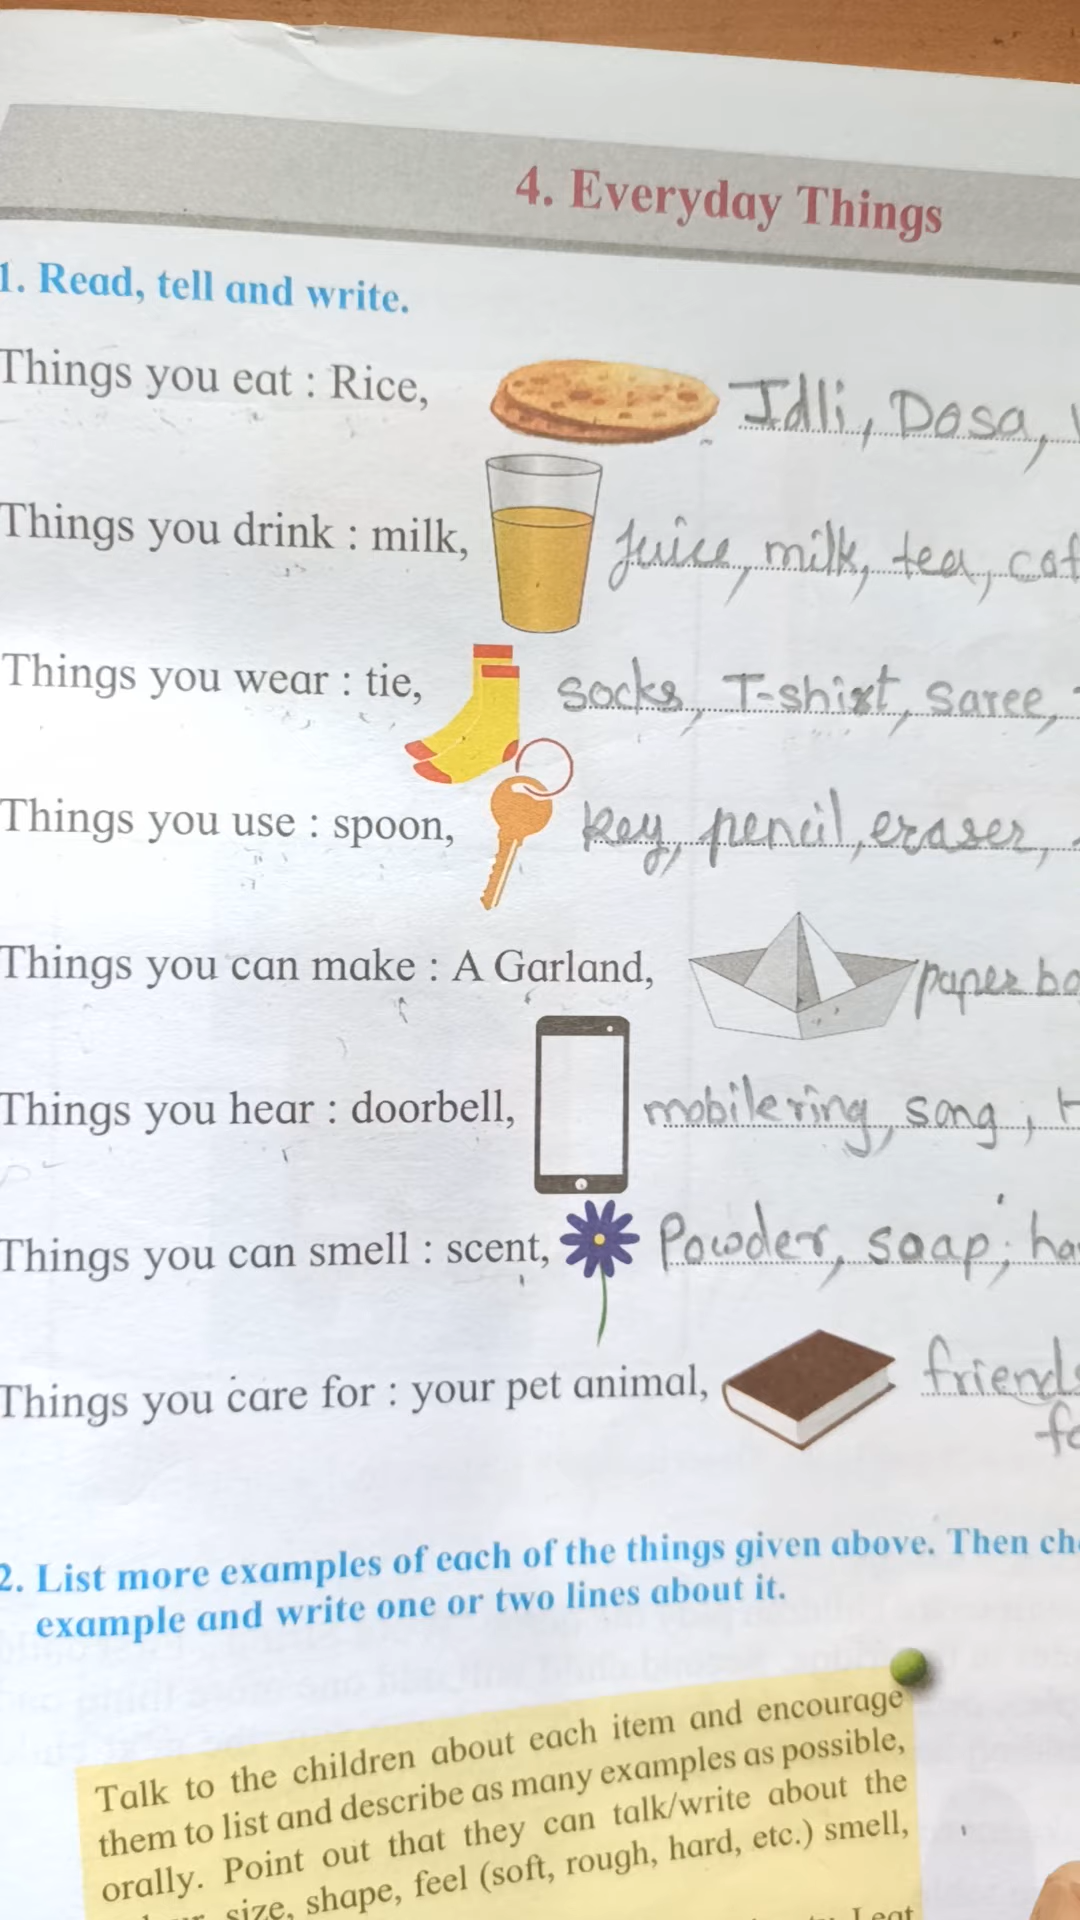 4. Everyday Things
1. Read, tell and write.
Things you eat : Rice, Idli, Dosa,
Things you drink : milk, Juice, milk, tea,
Things you wear : tie, socks, T-shirt, saree,
Things you use : spoon, key, pencil, eraser,
Things you can make : A Garland, paper
Things you hear : doorbell, mobile ring, song,
Things you can smell : scent, Powder, soap,
Things you care for : your pet animal, friends
2. List more examples of each of the things given above. Then
example and write one or two lines about it.
Talk to the children about each item and encourage
them to list and describe as many examples as possible,
orally. Point out that they can talk/write about the
size, shape, feel (soft, rough, hard, etc.) smell,
I eat